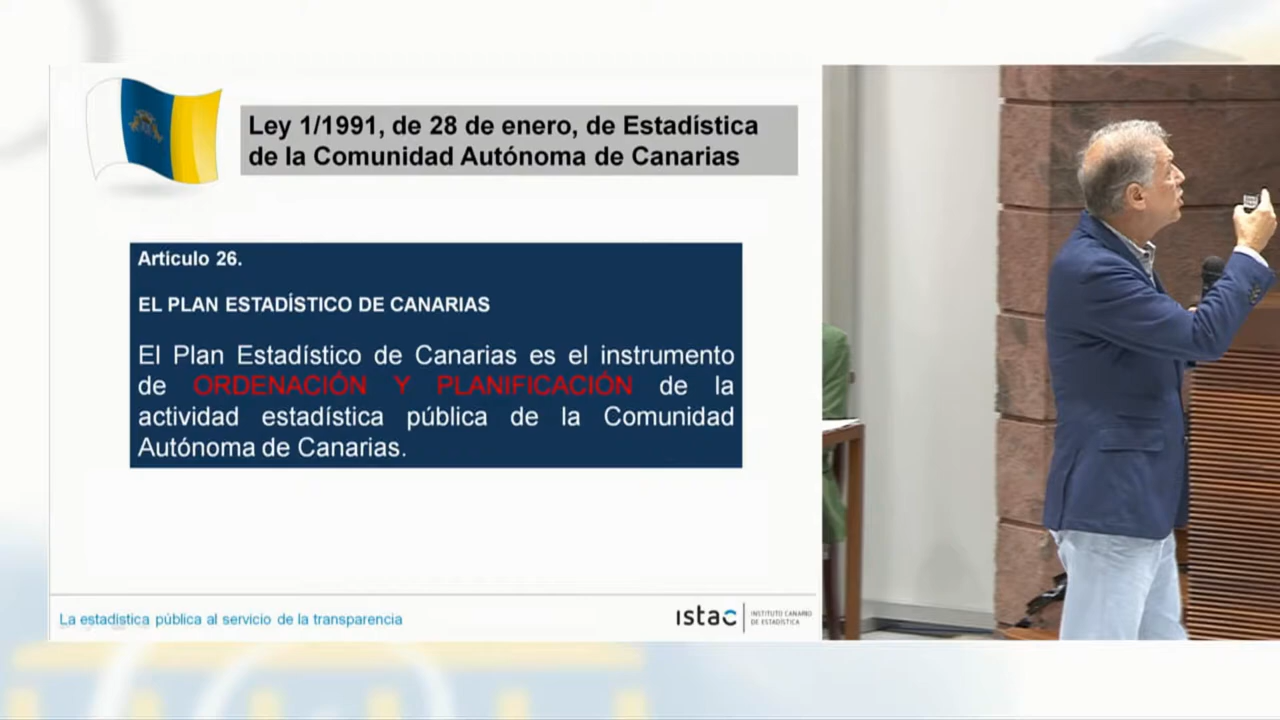 Ley 1/1991, de 28 de enero, de Estadística
de la Comunidad Autónoma de Canarias
Artículo 26.
EL PLAN ESTADÍSTICO DE CANARIAS
El Plan Estadístico de Canarias es el instrumento
de ORDENACIÓN Y PLANIFICACIÓN de la
actividad estadística pública de la Comunidad
Autónoma de Canarias.
La estadística pública al servicio de la transparencia
istac
INSTITUTO CANARIO
DE ESTADÍSTICA